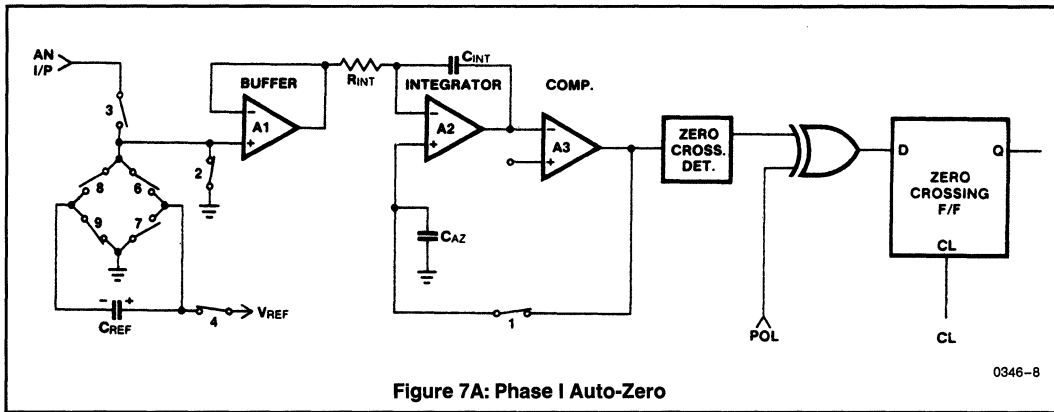 AN
I/P
3
BUFFER
A1
−
+
2
8
6
9
7
− +
CREF
4
VREF
RINT
CINT
INTEGRATOR
A2
−
+
CAZ
1
COMP.
A3
−
+
ZERO
CROSS.
DET.
POL
D
Q
ZERO
CROSSING
F/F
CL
CL
0346–8
Figure 7A: Phase I Auto-Zero